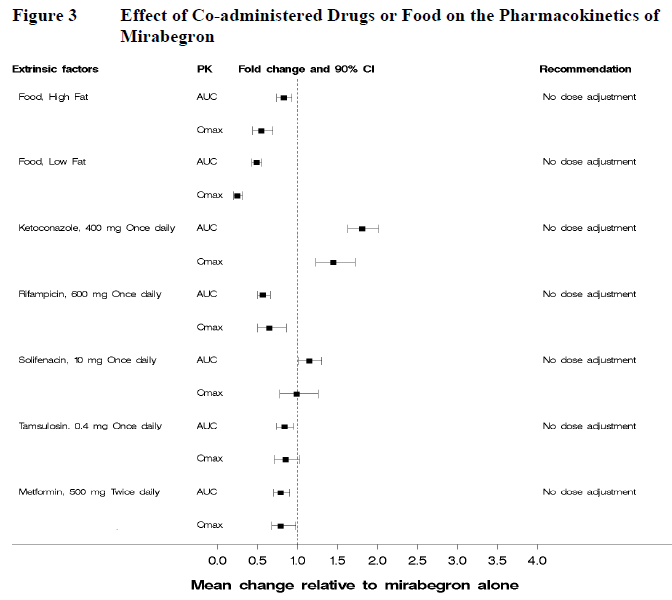 Figure 3 Effect of Co-administered Drugs or Food on the Pharmacokinetics of
Mirabegron
Extrinsic factors PK Fold change and 90% CI Recommendation
Food, High Fat AUC No dose adjustment
Cmax
Food, Low Fat AUC No dose adjustment
Cmax
Ketoconazole, 400 mg Once daily AUC No dose adjustment
Cmax
Rifampicin, 600 mg Once daily AUC No dose adjustment
Cmax
Solifenacin, 10 mg Once daily AUC No dose adjustment
Cmax
Tamsulosin. 0.4 mg Once daily AUC No dose adjustment
Cmax
Metformin, 500 mg Twice daily AUC No dose adjustment
Cmax
0.0 0.5 1.0 1.5 2.0 2.5 3.0 3.5 4.0
Mean change relative to mirabegron alone